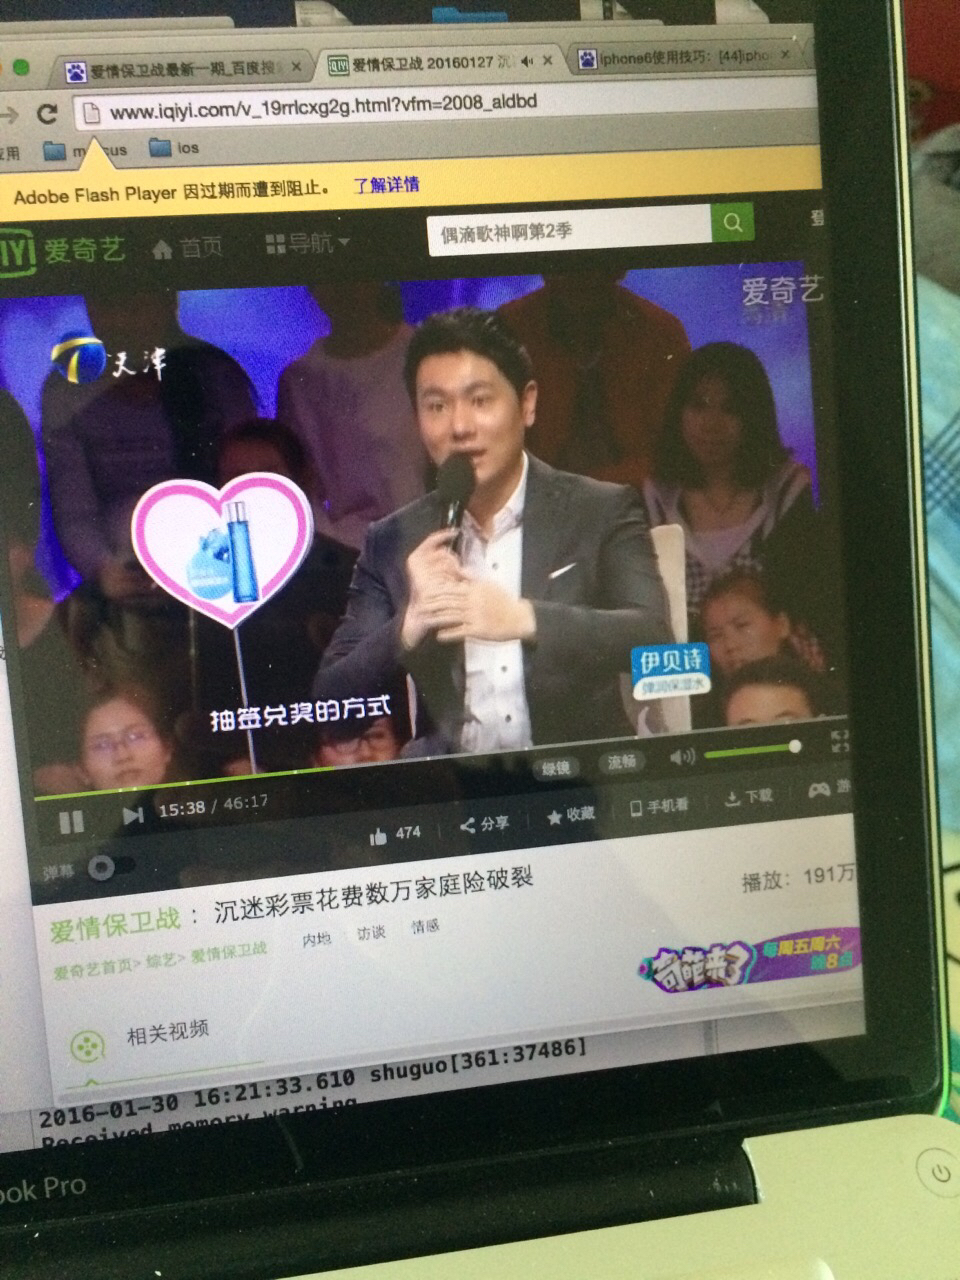 爱情保卫战最新一期_百度搜
爱情保卫战 20160127 沉
iphone6使用技巧：[44]ipho
www.iqiyi.com/v_19rrlcxg2g.html?vfm=2008_aldbd
用
ios
Adobe Flash Player 因过期而遭到阻止。 了解详情
IYI 爱奇艺 首页 导航 偶滴歌神啊第2季
爱奇艺
天津
伊贝诗
弹润保湿水
抽签兑奖的方式
绿镜 流畅
15:38 / 46:17
474 分享 收藏 手机看 下载 游
弹幕
爱情保卫战： 沉迷彩票花费数万家庭险破裂 播放：191万
爱奇艺首页> 综艺> 爱情保卫战 内地 访谈 情感
奇葩来了 每周五周六
晚8点
相关视频
2016-01-30 16:21:33.610 shuguo[361:37486]
Received memory warning
ook Pro